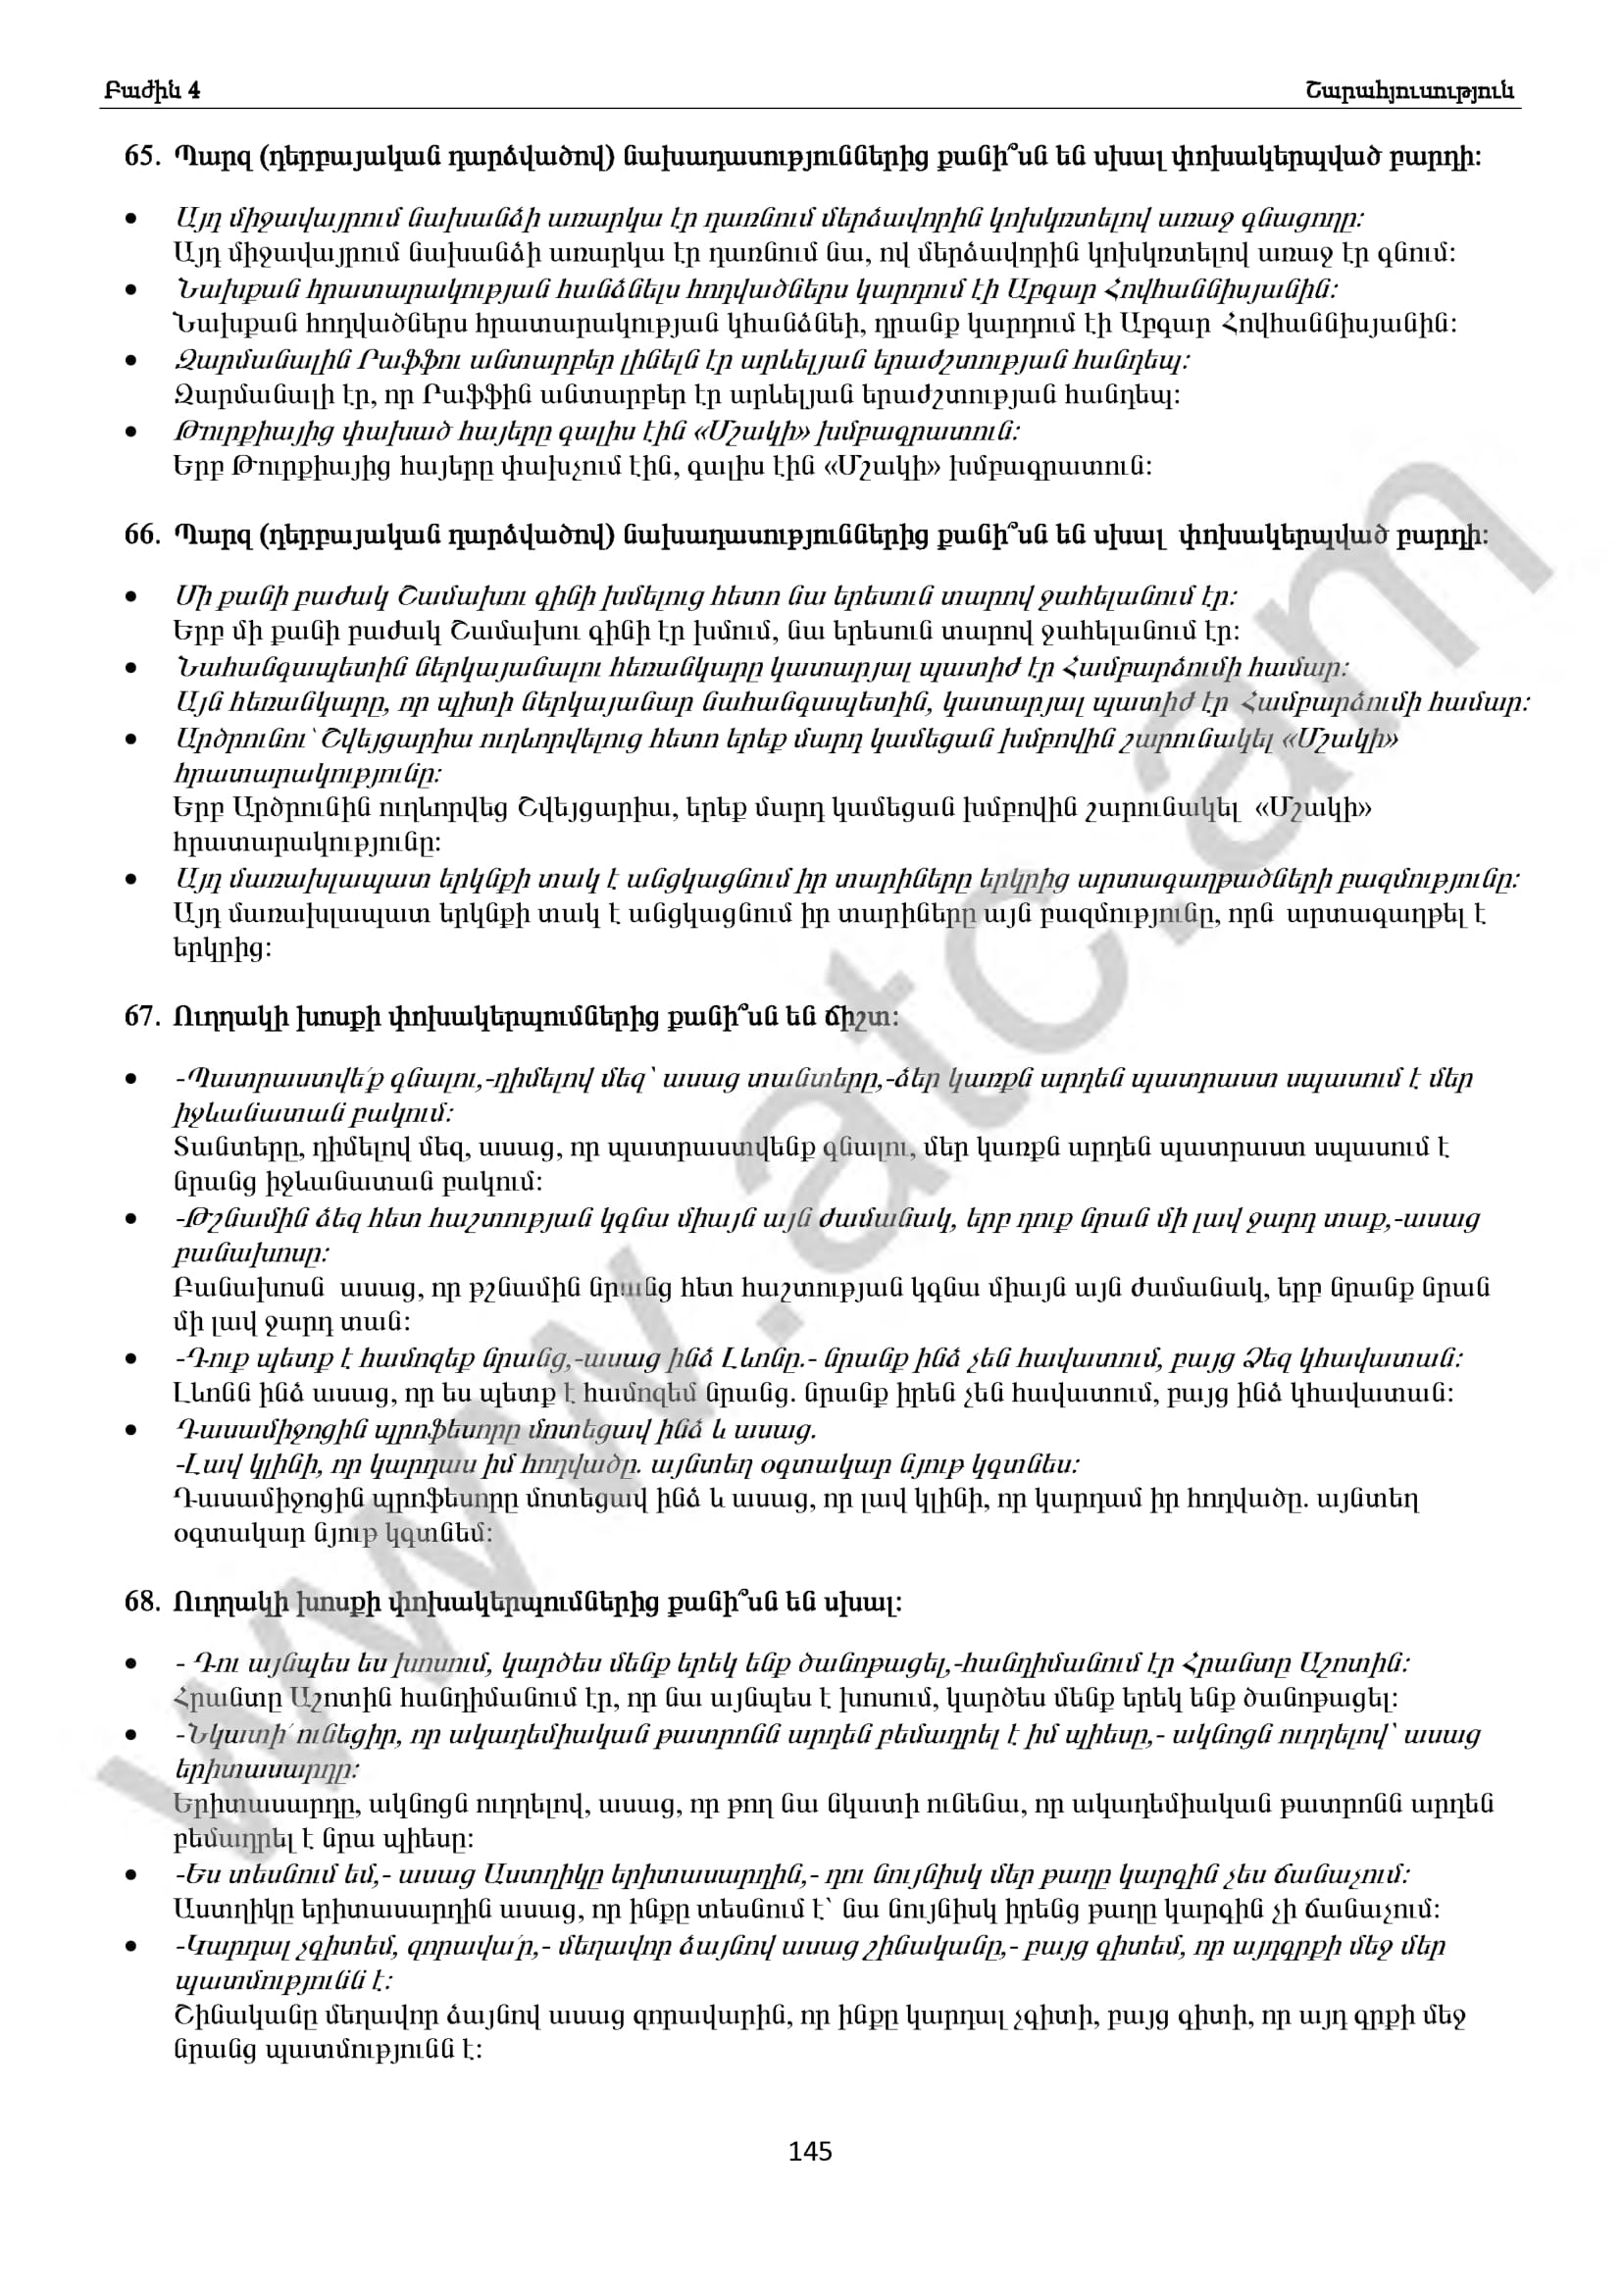 Բաժին 4 Շարահյուսություն
65. Պարզ (դերբայական դարձվածով) նախադասություններից քանի՞սն են սխալ փոխակերպված բարդի:
• Այդ միջավայրում նախանձի առարկա էր դառնում մերձավորին կոխկռտելով առաջ գնացողը:
Այդ միջավայրում նախանձի առարկա էր դառնում նա, ով մերձավորին կոխկռտելով առաջ էր գնում:
• Նախքան հրատարակության հանձնելս հոդվածներս կարդում էի Աբգար Հովհաննիսյանին:
Նախքան հոդվածներս հրատարակության կհանձնեի, դրանք կարդում էի Աբգար Հովհաննիսյանին:
• Զարմանալին Րաֆֆու անտարբեր լինելն էր արևելյան երաժշտության հանդեպ:
Զարմանալի էր, որ Րաֆֆին անտարբեր էր արևելյան երաժշտության հանդեպ:
• Թուրքիայից փախած հայերը գալիս էին «Մշակի» խմբագրատուն:
Երբ Թուրքիայից հայերը փախչում էին, գալիս էին «Մշակի» խմբագրատուն:
66. Պարզ (դերբայական դարձվածով) նախադասություններից քանի՞սն են սխալ փոխակերպված բարդի:
• Մի քանի բաժակ Շամախու գինի խմելուց հետո նա երեսուն տարով ջահելանում էր:
Երբ մի քանի բաժակ Շամախու գինի էր խմում, նա երեսուն տարով ջահելանում էր:
• Նահանգապետին ներկայանալու հեռանկարը կատարյալ պատիժ էր Համբարձումի համար:
Այն հեռանկարը, որ պիտի ներկայանար նահանգապետին, կատարյալ պատիժ էր Համբարձումի համար:
• Արծրունու՝ Շվեյցարիա ուղևորվելուց հետո երեք մարդ կամեցան խմբովին շարունակել «Մշակի»
հրատարակությունը:
Երբ Արծրունին ուղևորվեց Շվեյցարիա, երեք մարդ կամեցան խմբովին շարունակել «Մշակի»
հրատարակությունը:
• Այդ մառախլապատ երկնքի տակ է անցկացնում իր տարիները երկրից արտագաղթածների բազմությունը:
Այդ մառախլապատ երկնքի տակ է անցկացնում իր տարիները այն բազմությունը, որն արտագաղթել է
երկրից:
67. Ուղղակի խոսքի փոխակերպումներից քանի՞սն են ճիշտ:
• -Պատրաստվե՛ք գնալու,-դիմելով մեզ՝ ասաց տանտերը,-ձեր կառքն արդեն պատրաստ սպասում է մեր
իջևանատան բակում:
Տանտերը, դիմելով մեզ, ասաց, որ պատրաստվենք գնալու, մեր կառքն արդեն պատրաստ սպասում է
նրանց իջևանատան բակում:
• -Թշնամին ձեզ հետ հաշտության կգնա միայն այն ժամանակ, երբ դուք նրան մի լավ ջարդ տաք,-ասաց
բանախոսը:
Բանախոսն ասաց, որ թշնամին նրանց հետ հաշտության կգնա միայն այն ժամանակ, երբ նրանք նրան
մի լավ ջարդ տան:
• -Դուք պետք է համոզեք նրանց,-ասաց ինձ Լևոնը.- նրանք ինձ չեն հավատում, բայց Ձեզ կհավատան:
Լևոնն ինձ ասաց, որ ես պետք է համոզեմ նրանց. նրանք իրեն չեն հավատում, բայց ինձ կհավատան:
• Դասամիջոցին պրոֆեսորը մոտեցավ ինձ և ասաց.
-Լավ կլինի, որ կարդաս իմ հոդվածը. այնտեղ օգտակար նյութ կգտնես:
Դասամիջոցին պրոֆեսորը մոտեցավ ինձ և ասաց, որ լավ կլինի, որ կարդամ իր հոդվածը. այնտեղ
օգտակար նյութ կգտնեմ:
68. Ուղղակի խոսքի փոխակերպումներից քանի՞սն են սխալ:
• - Դու այնպես ես խոսում, կարծես մենք երեկ ենք ծանոթացել,-հանդիմանում էր Հրանտը Աշոտին:
Հրանտը Աշոտին հանդիմանում էր, որ նա այնպես է խոսում, կարծես մենք երեկ ենք ծանոթացել:
• -Նկատի՛ ունեցիր, որ ակադեմիական թատրոնն արդեն բեմադրել է իմ պիեսը,- ակնոցն ուղղելով՝ ասաց
երիտասարդը:
Երիտասարդը, ակնոցն ուղղելով, ասաց, որ թող նա նկատի ունենա, որ ակադեմիական թատրոնն արդեն
բեմադրել է նրա պիեսը:
• -Ես տեսնում եմ,- ասաց Աստղիկը երիտասարդին,- դու նույնիսկ մեր թաղը կարգին չես ճանաչում:
Աստղիկը երիտասարդին ասաց, որ ինքը տեսնում է՝ նա նույնիսկ իրենց թաղը կարգին չի ճանաչում:
• -Կարդալ չգիտեմ, զորավա՛ր,- մեղավոր ձայնով ասաց շինականը,- բայց գիտեմ, որ այդգրքի մեջ մեր
պատմությունն է:
Շինականը մեղավոր ձայնով ասաց զորավարին, որ ինքը կարդալ չգիտի, բայց գիտի, որ այդ գրքի մեջ
նրանց պատմությունն է:
145
www.atc.am